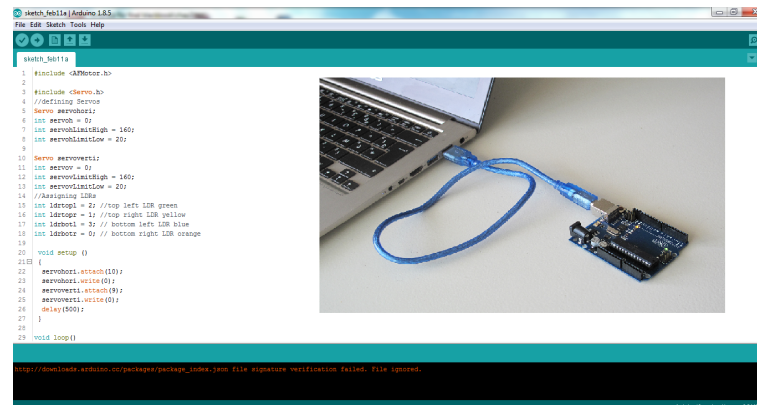 sketch_feb11a | Arduino 1.8.5
File Edit Sketch Tools Help
sketch_feb11a
1 #include <AFMotor.h>
2
3 #include <Servo.h>
4 //defining Servos
5 Servo servohori;
6 int servoh = 0;
7 int servohLimitHigh = 160;
8 int servohLimitLow = 20;
9
10 Servo servoverti;
11 int servov = 0;
12 int servovLimitHigh = 160;
13 int servovLimitLow = 20;
14 //Assigning LDRs
15 int ldrtopl = 2; //top left LDR green
16 int ldrtopr = 1; //top right LDR yellow
17 int ldrbotl = 3; // bottom left LDR blue
18 int ldrbotr = 0; // bottom right LDR orange
19
20 void setup ()
21 {
22 servohori.attach(10);
23 servohori.write(0);
24 servoverti.attach(9);
25 servoverti.write(0);
26 delay(500);
27 }
28
29 void loop()
http://downloads.arduino.cc/packages/package_index.json file signature verification failed. File ignored.